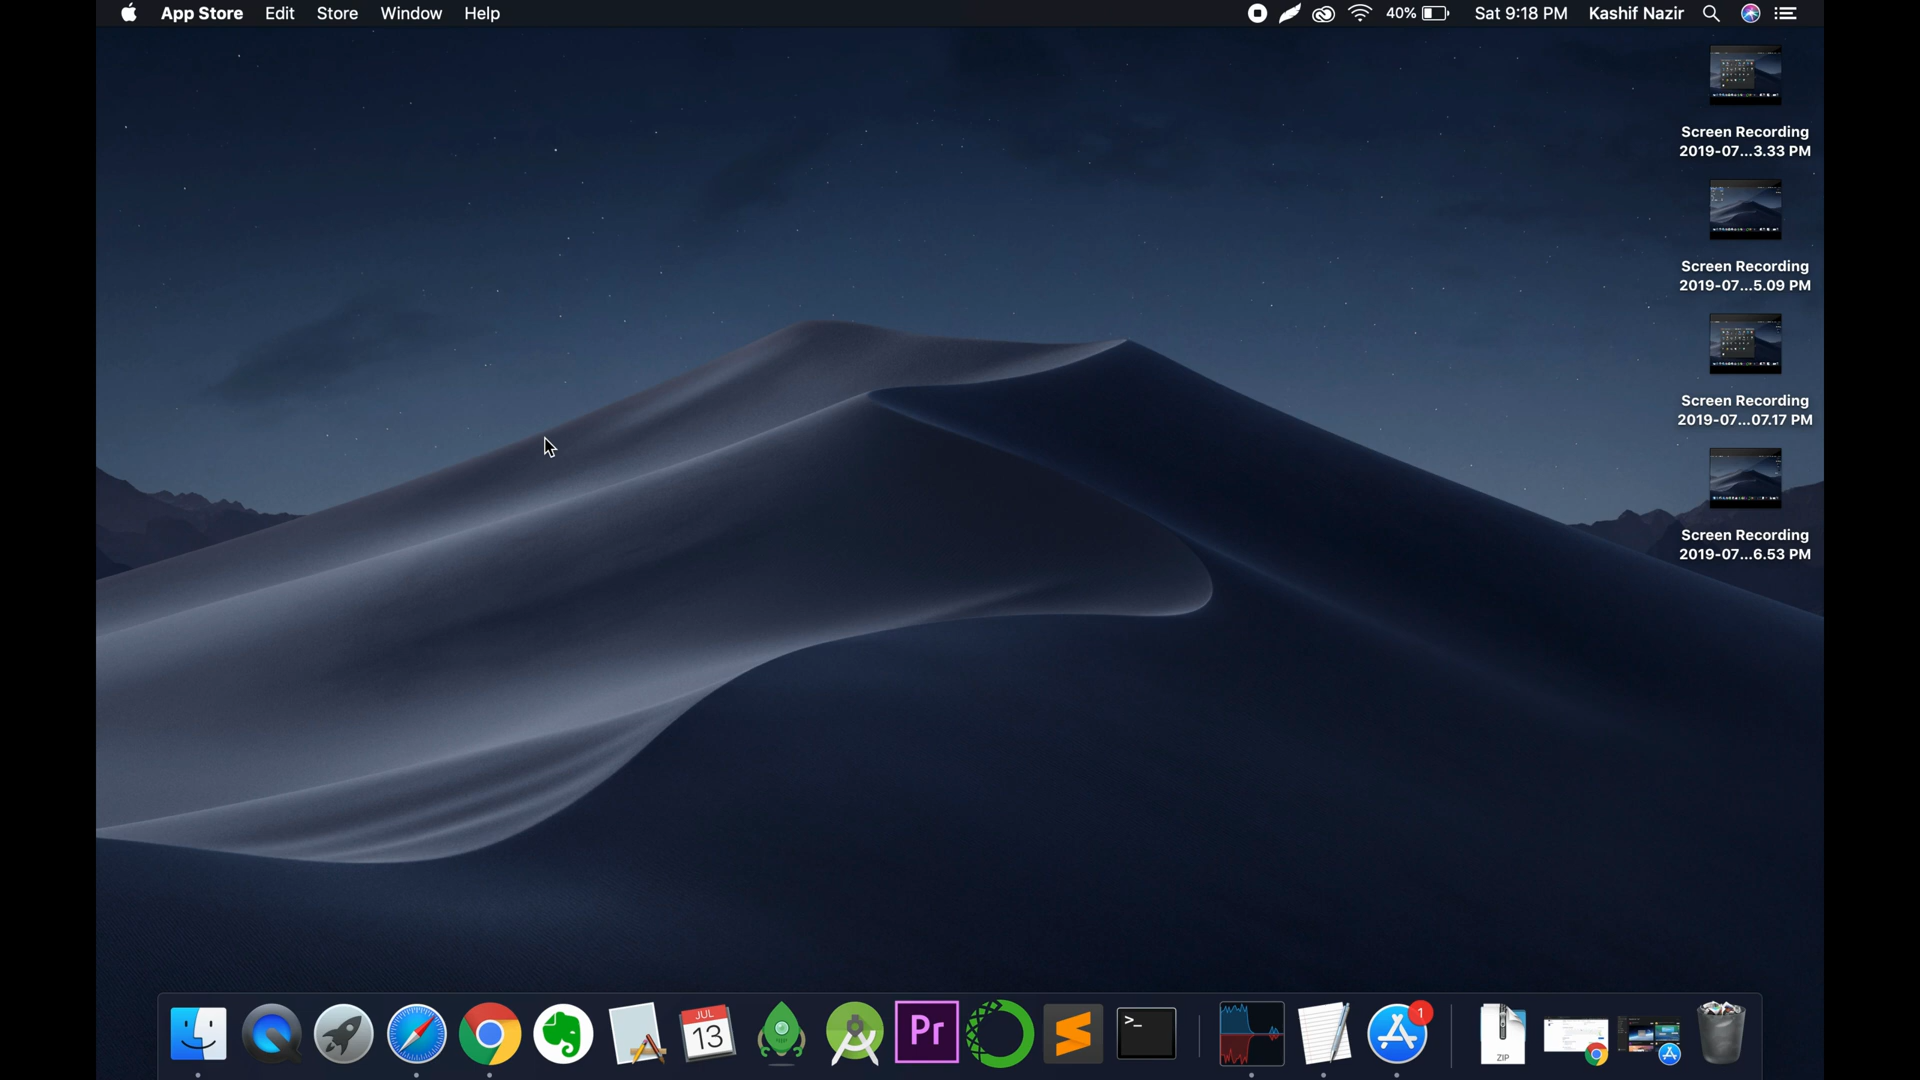 App Store Edit Store Window Help 40% Sat 9:18 PM Kashif Nazir
Screen Recording
2019-07...3.33 PM
Screen Recording
2019-07...5.09 PM
Screen Recording
2019-07...07.17 PM
Screen Recording
2019-07...6.53 PM
JUL
13
Pr
>_
1
ZIP